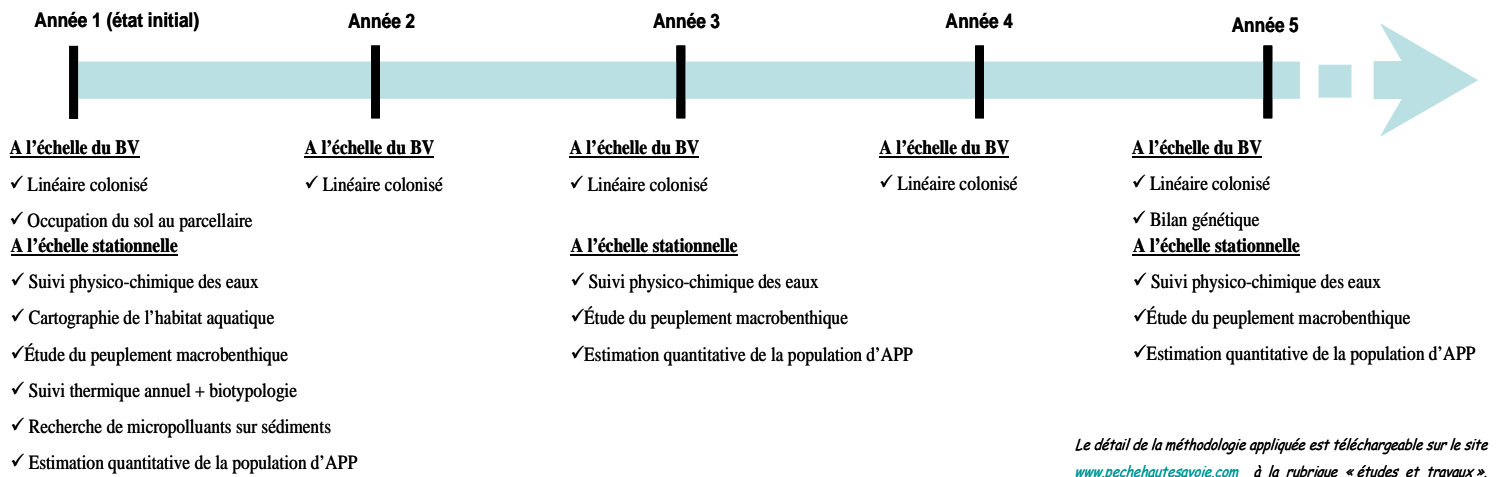 Année 1 (état initial)
Année 2
Année 3
Année 4
Année 5
A l'échelle du BV
✓ Linéaire colonisé
✓ Occupation du sol au parcellaire
A l'échelle stationnelle
✓ Suivi physico-chimique des eaux
✓ Cartographie de l'habitat aquatique
✓Étude du peuplement macrobenthique
✓ Suivi thermique annuel + biotypologie
✓ Recherche de micropolluants sur sédiments
✓ Estimation quantitative de la population d'APP
A l'échelle du BV
✓ Linéaire colonisé
A l'échelle du BV
✓ Linéaire colonisé
A l'échelle stationnelle
✓ Suivi physico-chimique des eaux
✓Étude du peuplement macrobenthique
✓Estimation quantitative de la population d'APP
A l'échelle du BV
✓ Linéaire colonisé
A l'échelle du BV
✓ Linéaire colonisé
✓ Bilan génétique
A l'échelle stationnelle
✓ Suivi physico-chimique des eaux
✓Étude du peuplement macrobenthique
✓Estimation quantitative de la population d'APP
Le détail de la méthodologie appliquée est téléchargeable sur le site
www.pechehautesavoie.com à la rubrique « études et travaux ».